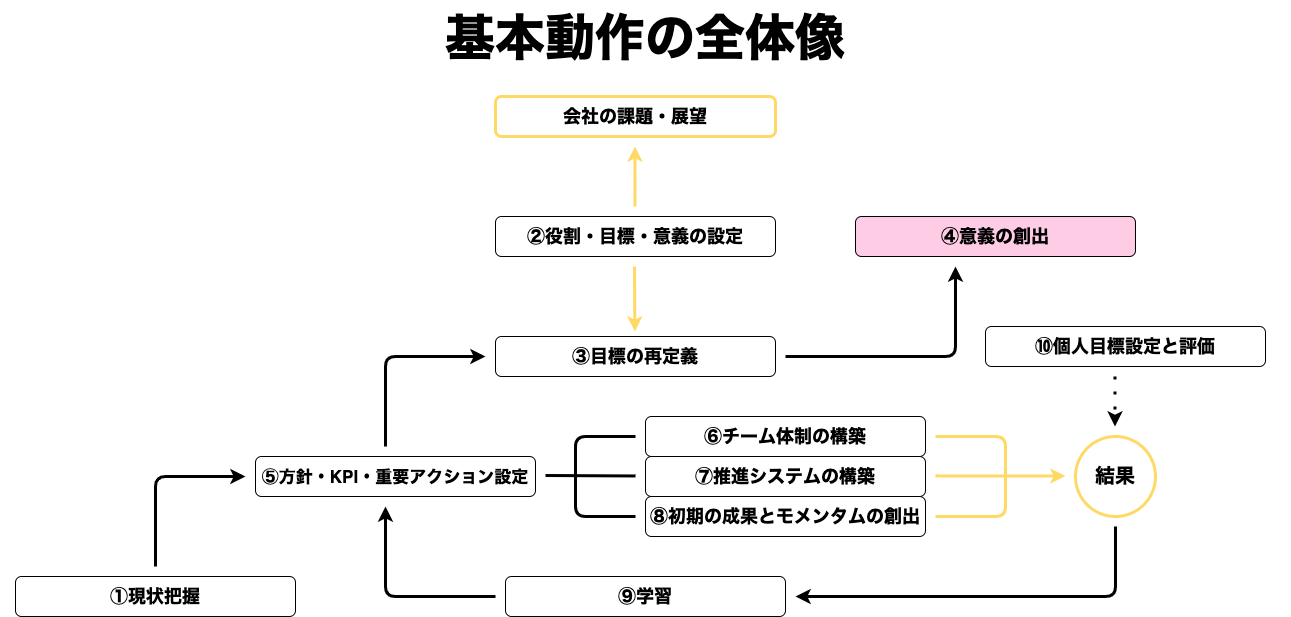 基本動作の全体像
会社の課題・展望
②役割・目標・意義の設定
④意義の創出
③目標の再定義
⑩個人目標設定と評価
⑥チーム体制の構築
⑤方針・KPI・重要アクション設定
⑦推進システムの構築
結果
⑧初期の成果とモメンタムの創出
①現状把握
⑨学習